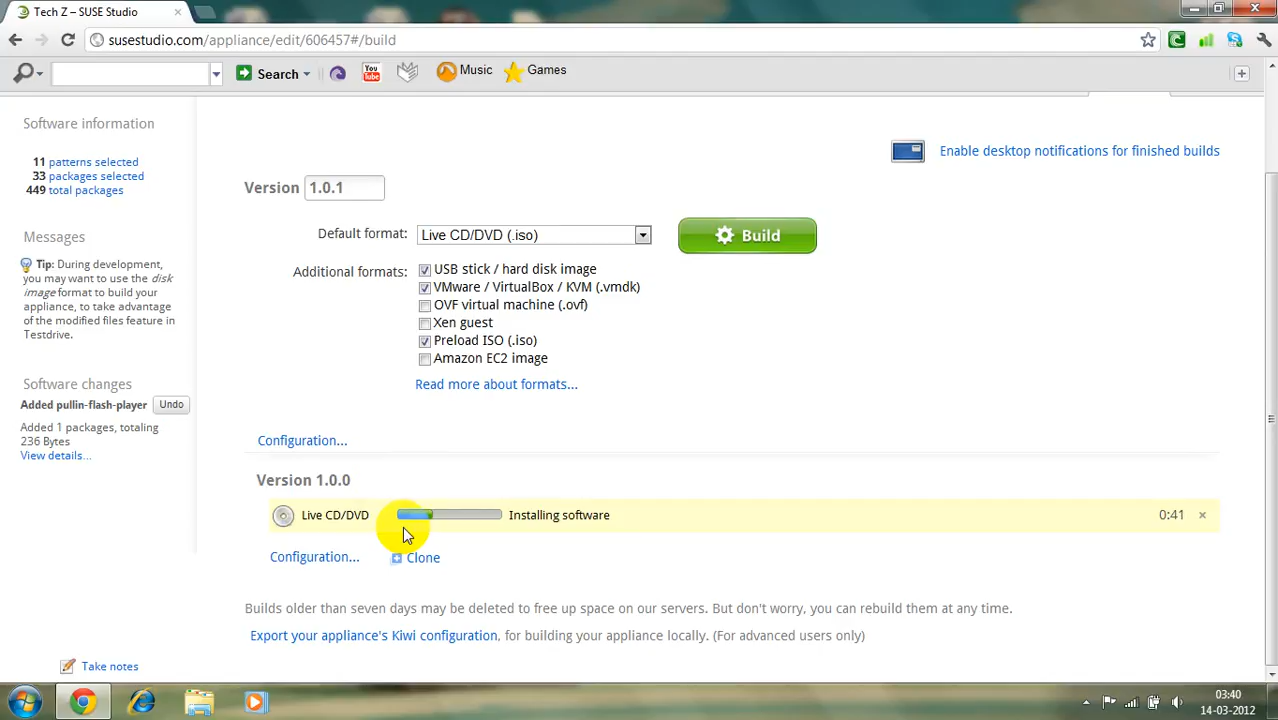 Tech Z – SUSE Studio
susestudio.com/appliance/edit/606457#/build
Search
You Tube
Music
Games
Software information
11 patterns selected
33 packages selected
449 total packages
Messages
Tip: During development,
you may want to use the disk
image format to build your
appliance, to take advantage
of the modified files feature in
Testdrive.
Software changes
Added pullin-flash-player Undo
Added 1 packages, totaling
236 Bytes
View details...
Take notes
Enable desktop notifications for finished builds
Version 1.0.1
Default format: Live CD/DVD (.iso) Build
Additional formats: USB stick / hard disk image
VMware / VirtualBox / KVM (.vmdk)
OVF virtual machine (.ovf)
Xen guest
Preload ISO (.iso)
Amazon EC2 image
Read more about formats...
Configuration...
Version 1.0.0
Live CD/DVD Installing software 0:41 ×
Configuration... Clone
Builds older than seven days may be deleted to free up space on our servers. But don't worry, you can rebuild them at any time.
Export your appliance's Kiwi configuration, for building your appliance locally. (For advanced users only)
03:40
14-03-2012